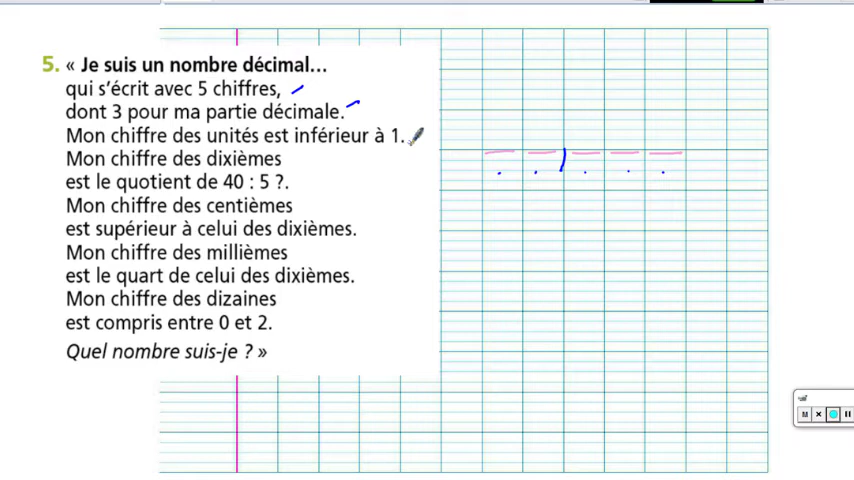 5. « Je suis un nombre décimal...
qui s'écrit avec 5 chiffres,
dont 3 pour ma partie décimale.
Mon chiffre des unités est inférieur à 1.
Mon chiffre des dixièmes
est le quotient de 40 : 5 ?.
Mon chiffre des centièmes
est supérieur à celui des dixièmes.
Mon chiffre des millièmes
est le quart de celui des dixièmes.
Mon chiffre des dizaines
est compris entre 0 et 2.
Quel nombre suis-je ? »